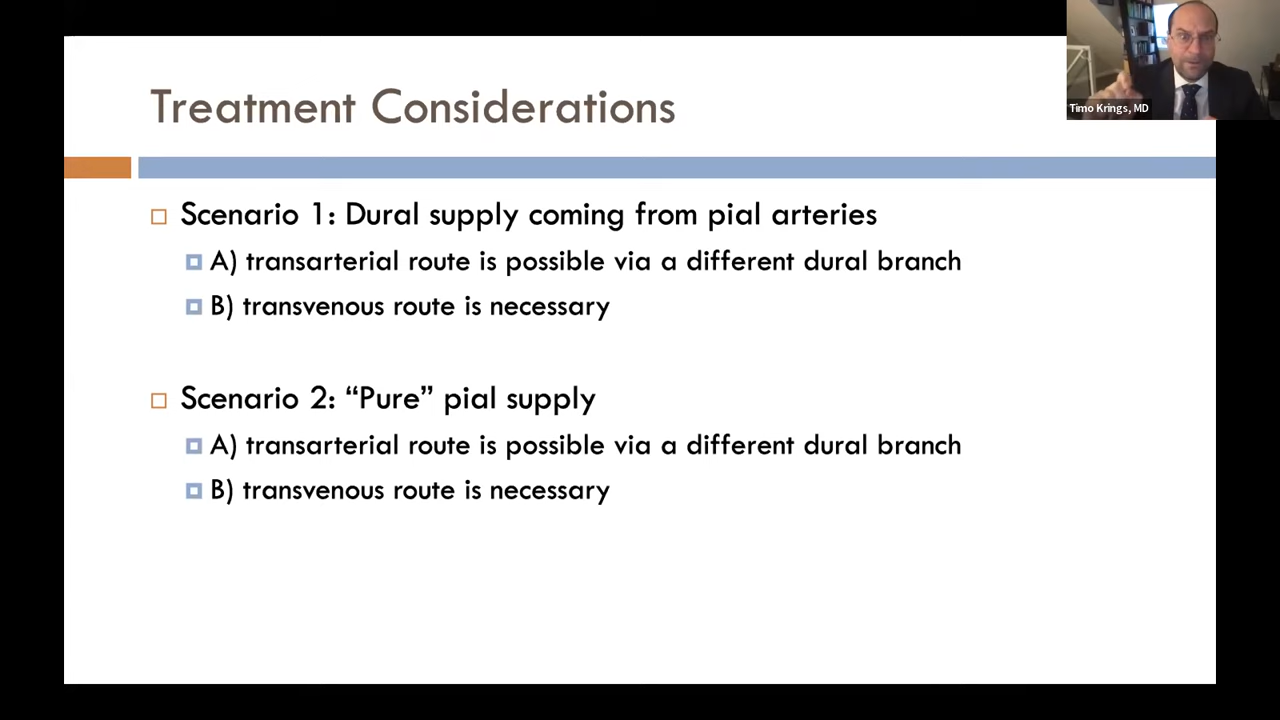 Treatment Considerations
Timo Krings, MD
Scenario 1: Dural supply coming from pial arteries
A) transarterial route is possible via a different dural branch
B) transvenous route is necessary
Scenario 2: “Pure” pial supply
A) transarterial route is possible via a different dural branch
B) transvenous route is necessary